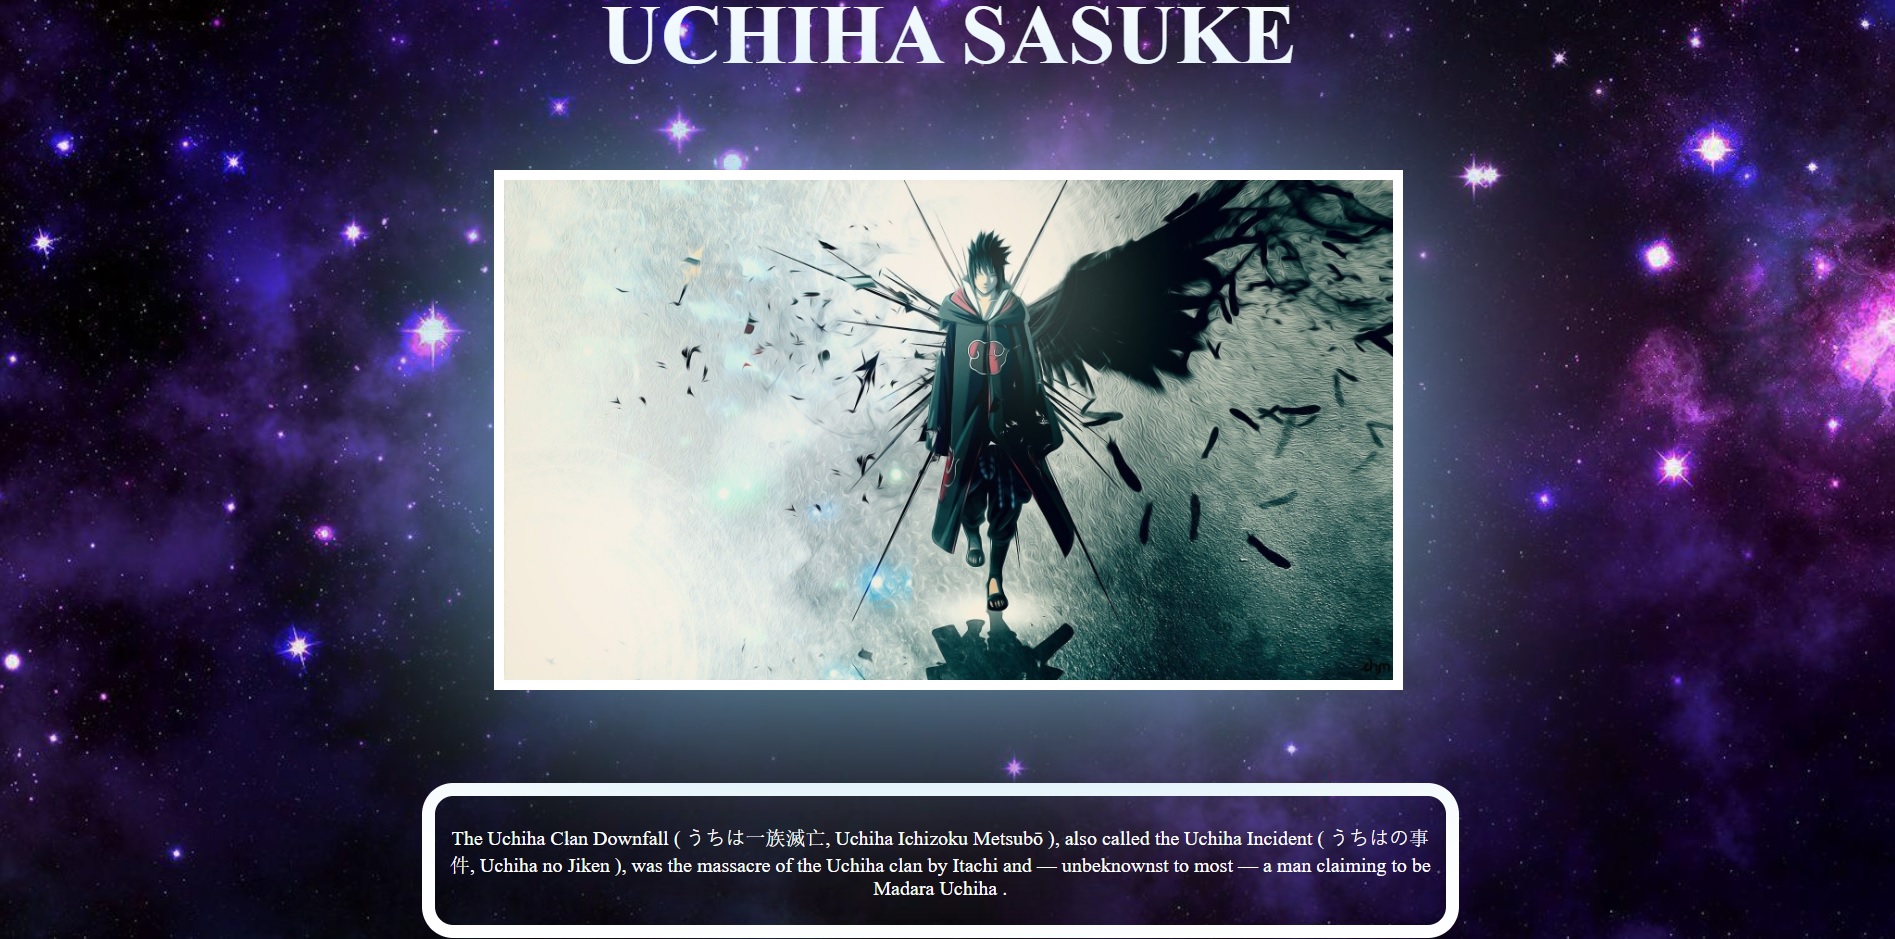 UCHIHA SASUKE
chm
The Uchiha Clan Downfall ( うちは一族滅亡, Uchiha Ichizoku Metsubō ), also called the Uchiha Incident ( うちはの事
件, Uchiha no Jiken ), was the massacre of the Uchiha clan by Itachi and — unbeknownst to most — a man claiming to be
Madara Uchiha .